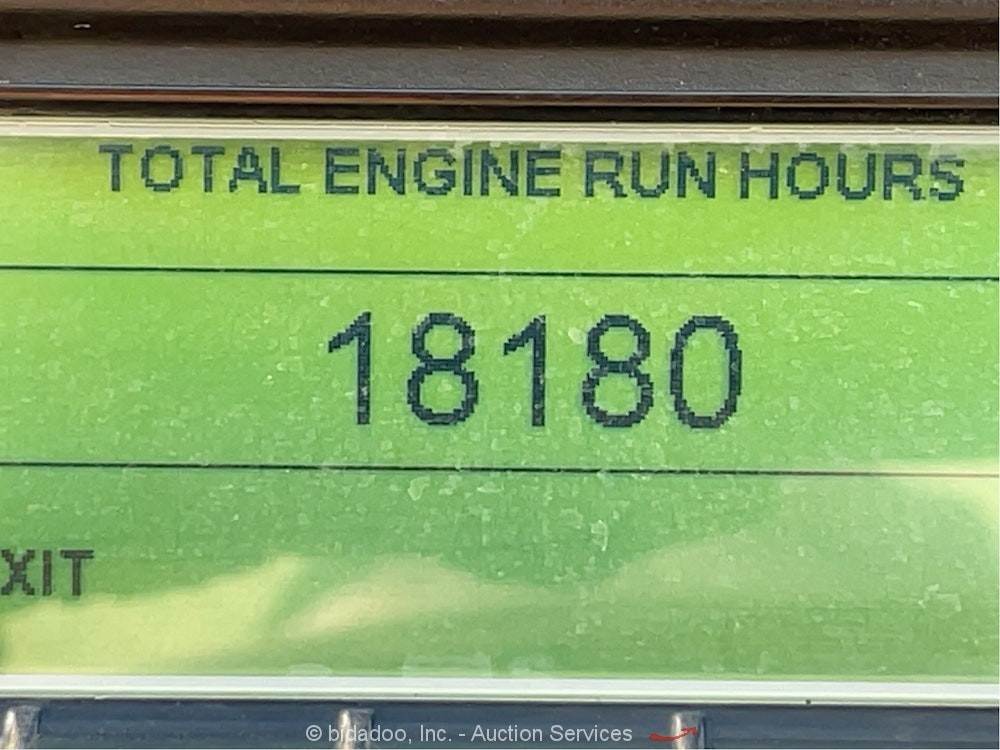 TOTAL ENGINE RUN HOURS
18180
XIT
© bidadoo, Inc. - Auction Services